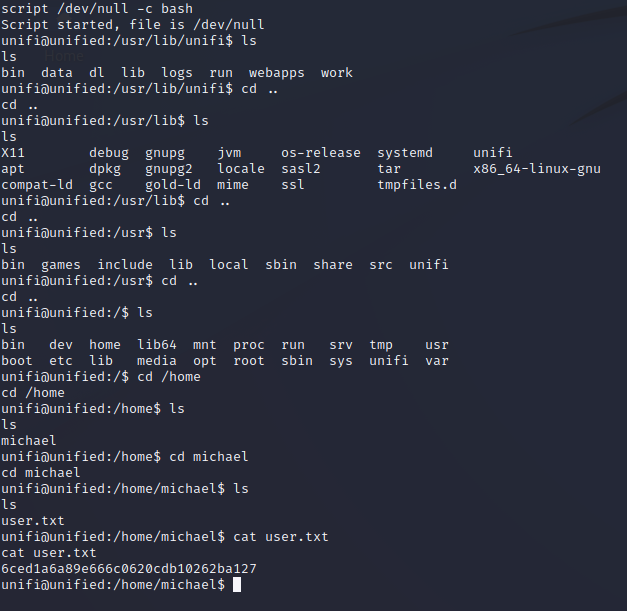 script /dev/null -c bash
Script started, file is /dev/null
unifi@unified:/usr/lib/unifi$ ls
ls
bin  data  dl  lib  logs  run  webapps  work
unifi@unified:/usr/lib/unifi$ cd ..
cd ..
unifi@unified:/usr/lib$ ls
ls
X11        debug  gnupg    jvm     os-release  systemd     unifi
apt        dpkg   gnupg2   locale  sasl2       tar         x86_64-linux-gnu
compat-ld  gcc    gold-ld  mime    ssl         tmpfiles.d
unifi@unified:/usr/lib$ cd ..
cd ..
unifi@unified:/usr$ ls
ls
bin  games  include  lib  local  sbin  share  src  unifi
unifi@unified:/usr$ cd ..
cd ..
unifi@unified:/$ ls
ls
bin   dev  home  lib64  mnt  proc  run   srv  tmp    usr
boot  etc  lib   media  opt  root  sbin  sys  unifi  var
unifi@unified:/$ cd /home
cd /home
unifi@unified:/home$ ls
ls
michael
unifi@unified:/home$ cd michael
cd michael
unifi@unified:/home/michael$ ls
ls
user.txt
unifi@unified:/home/michael$ cat user.txt
cat user.txt
6ced1a6a89e666c0620cdb10262ba127
unifi@unified:/home/michael$